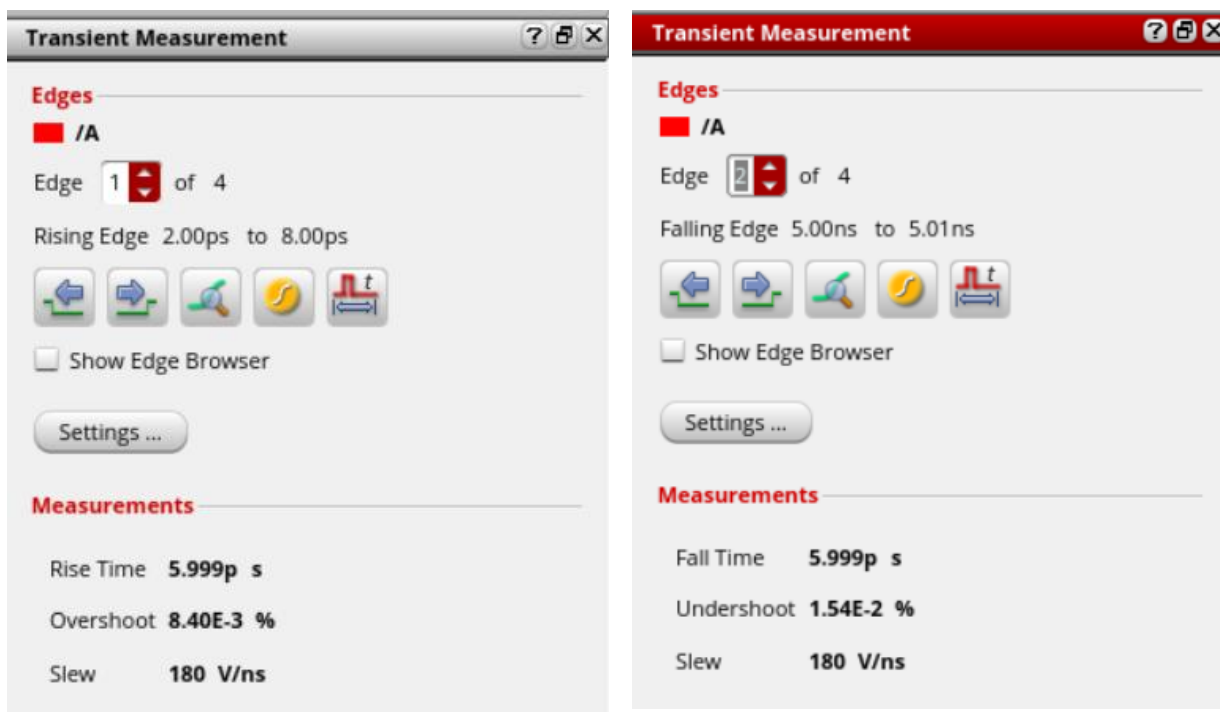 Transient Measurement
Edges
/A
Edge 1 of 4
Rising Edge 2.00ps to 8.00ps
t
Show Edge Browser
Settings ...
Measurements
Rise Time 5.999p s
Overshoot 8.40E-3 %
Slew 180 V/ns
Transient Measurement
Edges
/A
Edge 2 of 4
Falling Edge 5.00ns to 5.01ns
t
Show Edge Browser
Settings ...
Measurements
Fall Time 5.999p s
Undershoot 1.54E-2 %
Slew 180 V/ns